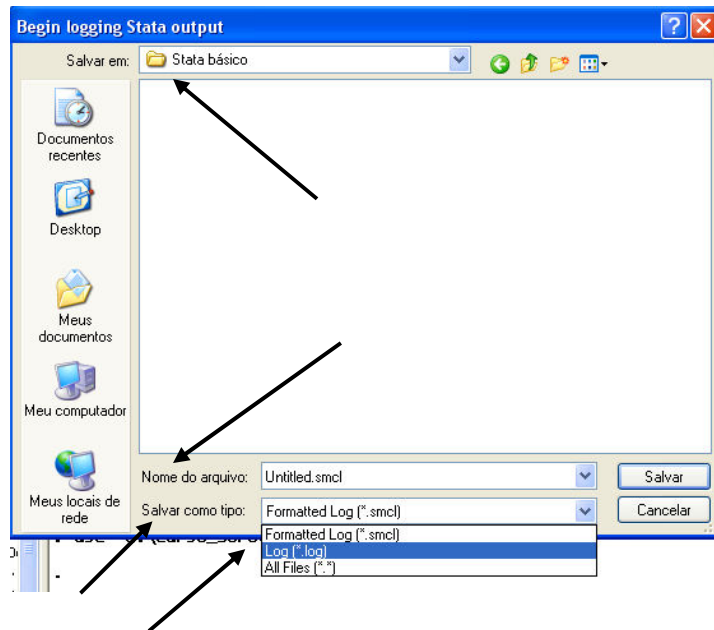 Begin logging Stata output
Salvar em: Stata básico
Documentos
recentes
Desktop
Meus
documentos
Meu computador
Meus locais de
rede
Nome do arquivo: Untitled.smcl Salvar
Salvar como tipo: Formatted Log (*.smcl) Cancelar
Formatted Log (*.smcl)
Log (*.log)
All Files (*.*)